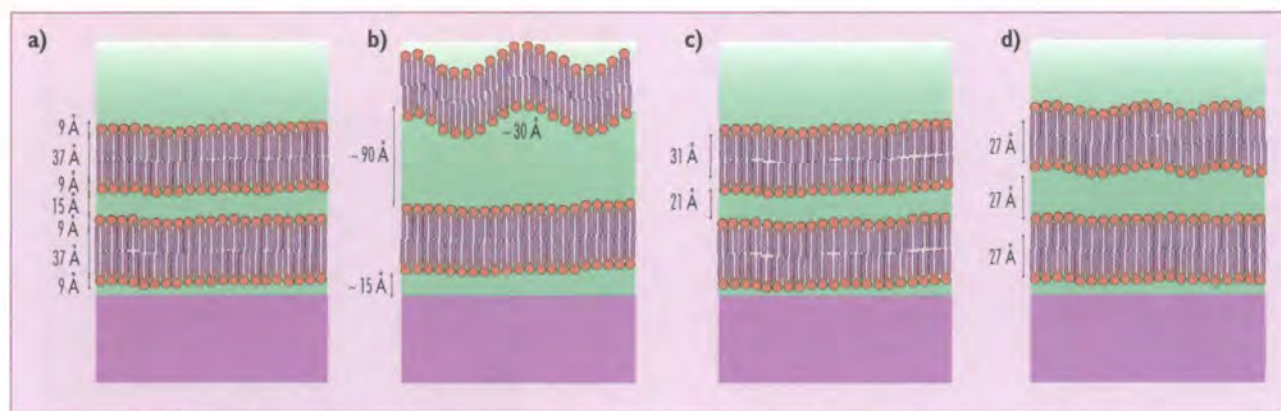 a)
9 Å
37 Å
9 Å
15 Å
9 Å
37 Å
9 Å
b)
~ 30 Å
~ 90 Å
~ 15 Å
c)
31 Å
21 Å
d)
27 Å
27 Å
27 Å